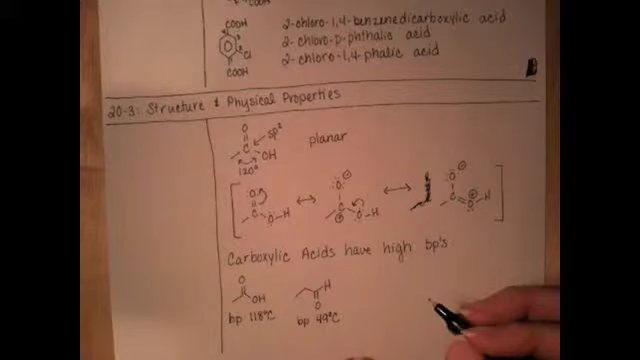 COOH
COOH
Cl
COOH
2-chloro-1,4-benzenedicarboxylic acid
2-chloro-p-phthalic acid
2-chloro-1,4-phalic acid
20-3: Structure & Physical Properties
O
C
OH
sp²
120°
planar
O
C
O-H
O
C
O-H
O
C
O
H
Carboxylic Acids have high bp's
O
OH
bp 118°C
H
O
bp 49°C